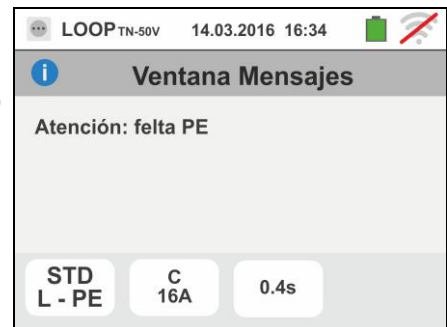 LOOP TN-50V 14.03.2016 16:34
Ventana Mensajes
Atención: felta PE
STD
L - PE
C
16A
0.4s